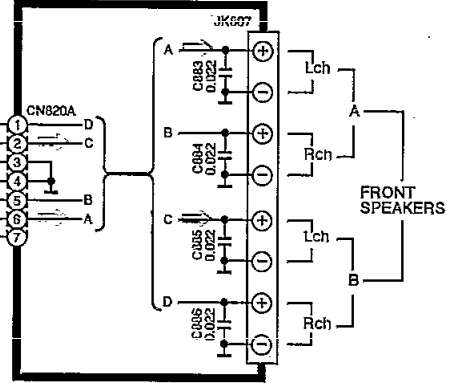 JK807
CN820A
1 D
2 C
3
4
5 B
6 A
7
A
C883
0.022
+
−
Lch
B
C884
0.022
+
−
Rch
A
C
C885
0.022
+
−
Lch
D
C886
0.022
+
−
Rch
B
FRONT
SPEAKERS